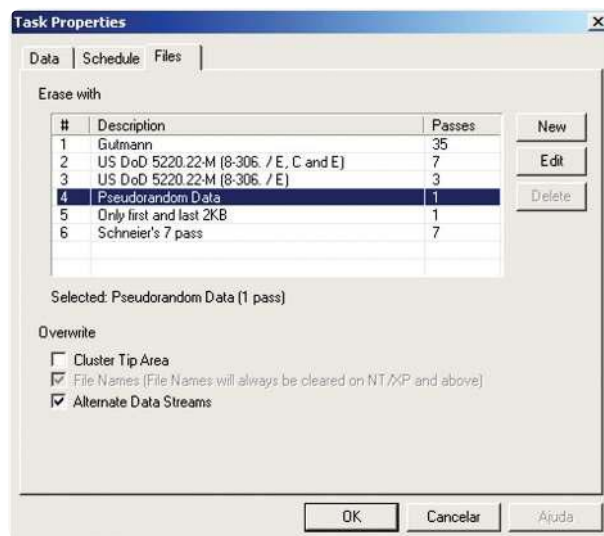 Task Properties
Data Schedule Files
Erase with
# Description Passes
1 Gutmann 35
2 US DoD 5220.22-M (8-306. / E, C and E) 7
3 US DoD 5220.22-M (8-306. / E) 3
4 Pseudorandom Data 1
5 Only first and last 2KB 1
6 Schneier's 7 pass 7
New
Edit
Delete
Selected: Pseudorandom Data (1 pass)
Overwrite
Cluster Tip Area
File Names (File Names will always be cleared on NT/XP and above)
Alternate Data Streams
OK Cancelar Ajuda